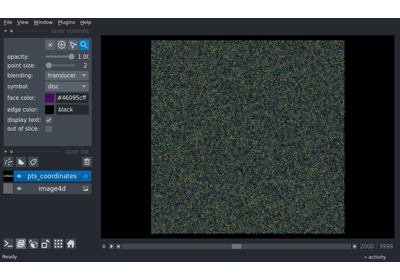 File View Window Plugins Help
layer controls
opacity: 1.00
point size: 2
blending: translucer
symbol: disc
face color: #46095cff
edge color: black
display text: ✓
out of slice:
layer list
pts_coordinates
image4d
2000 | 3999
Ready
activity